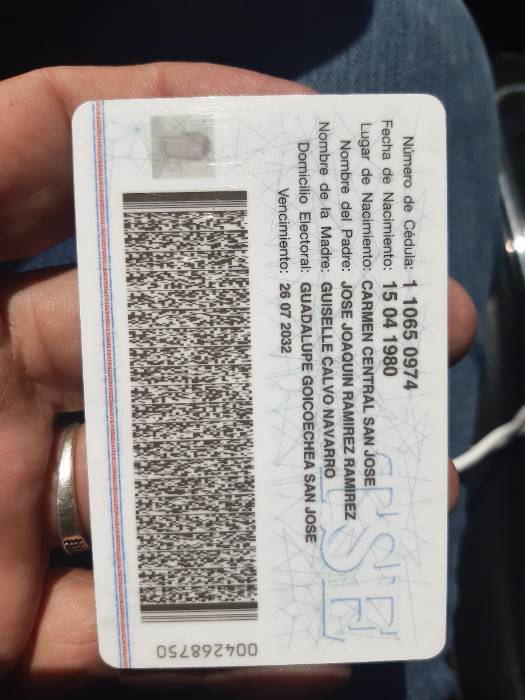 Número de Cédula: 1 1065 0974
Fecha de Nacimiento: 15 04 1980
Lugar de Nacimiento: CARMEN CENTRAL SAN JOSE
Nombre del Padre: JOSE JOAQUIN RAMIREZ RAMIREZ
Nombre de la Madre: GUISELLE CALVO NAVARRO
Domicilio Electoral: GUADALUPE GOICOECHEA SAN JOSE
Vencimiento: 26 07 2032
TSE
004268750